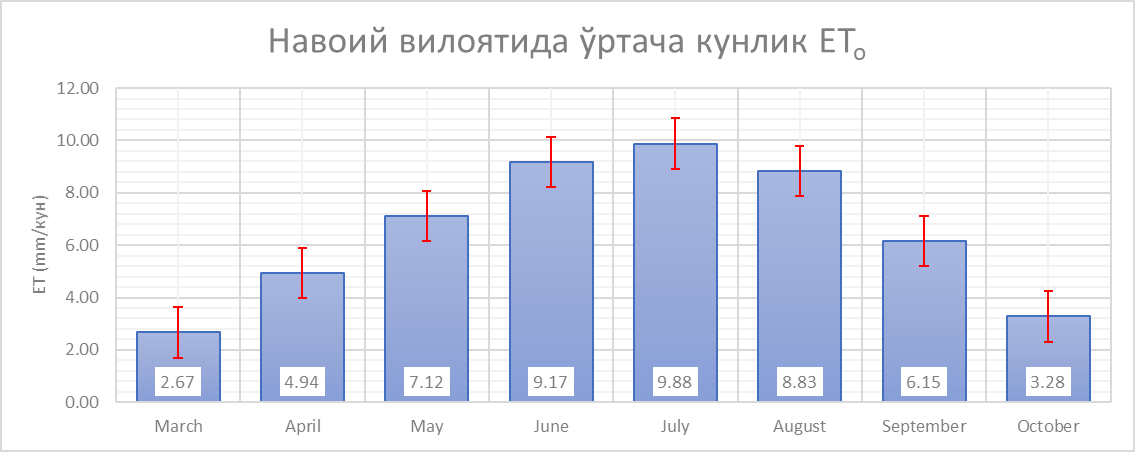 Навоий вилоятида ўртача кунлик ETo
12.00
10.00
8.00
6.00
4.00
2.00
0.00
ET (mm/кун)
2.67 4.94 7.12 9.17 9.88 8.83 6.15 3.28
March April May June July August September October